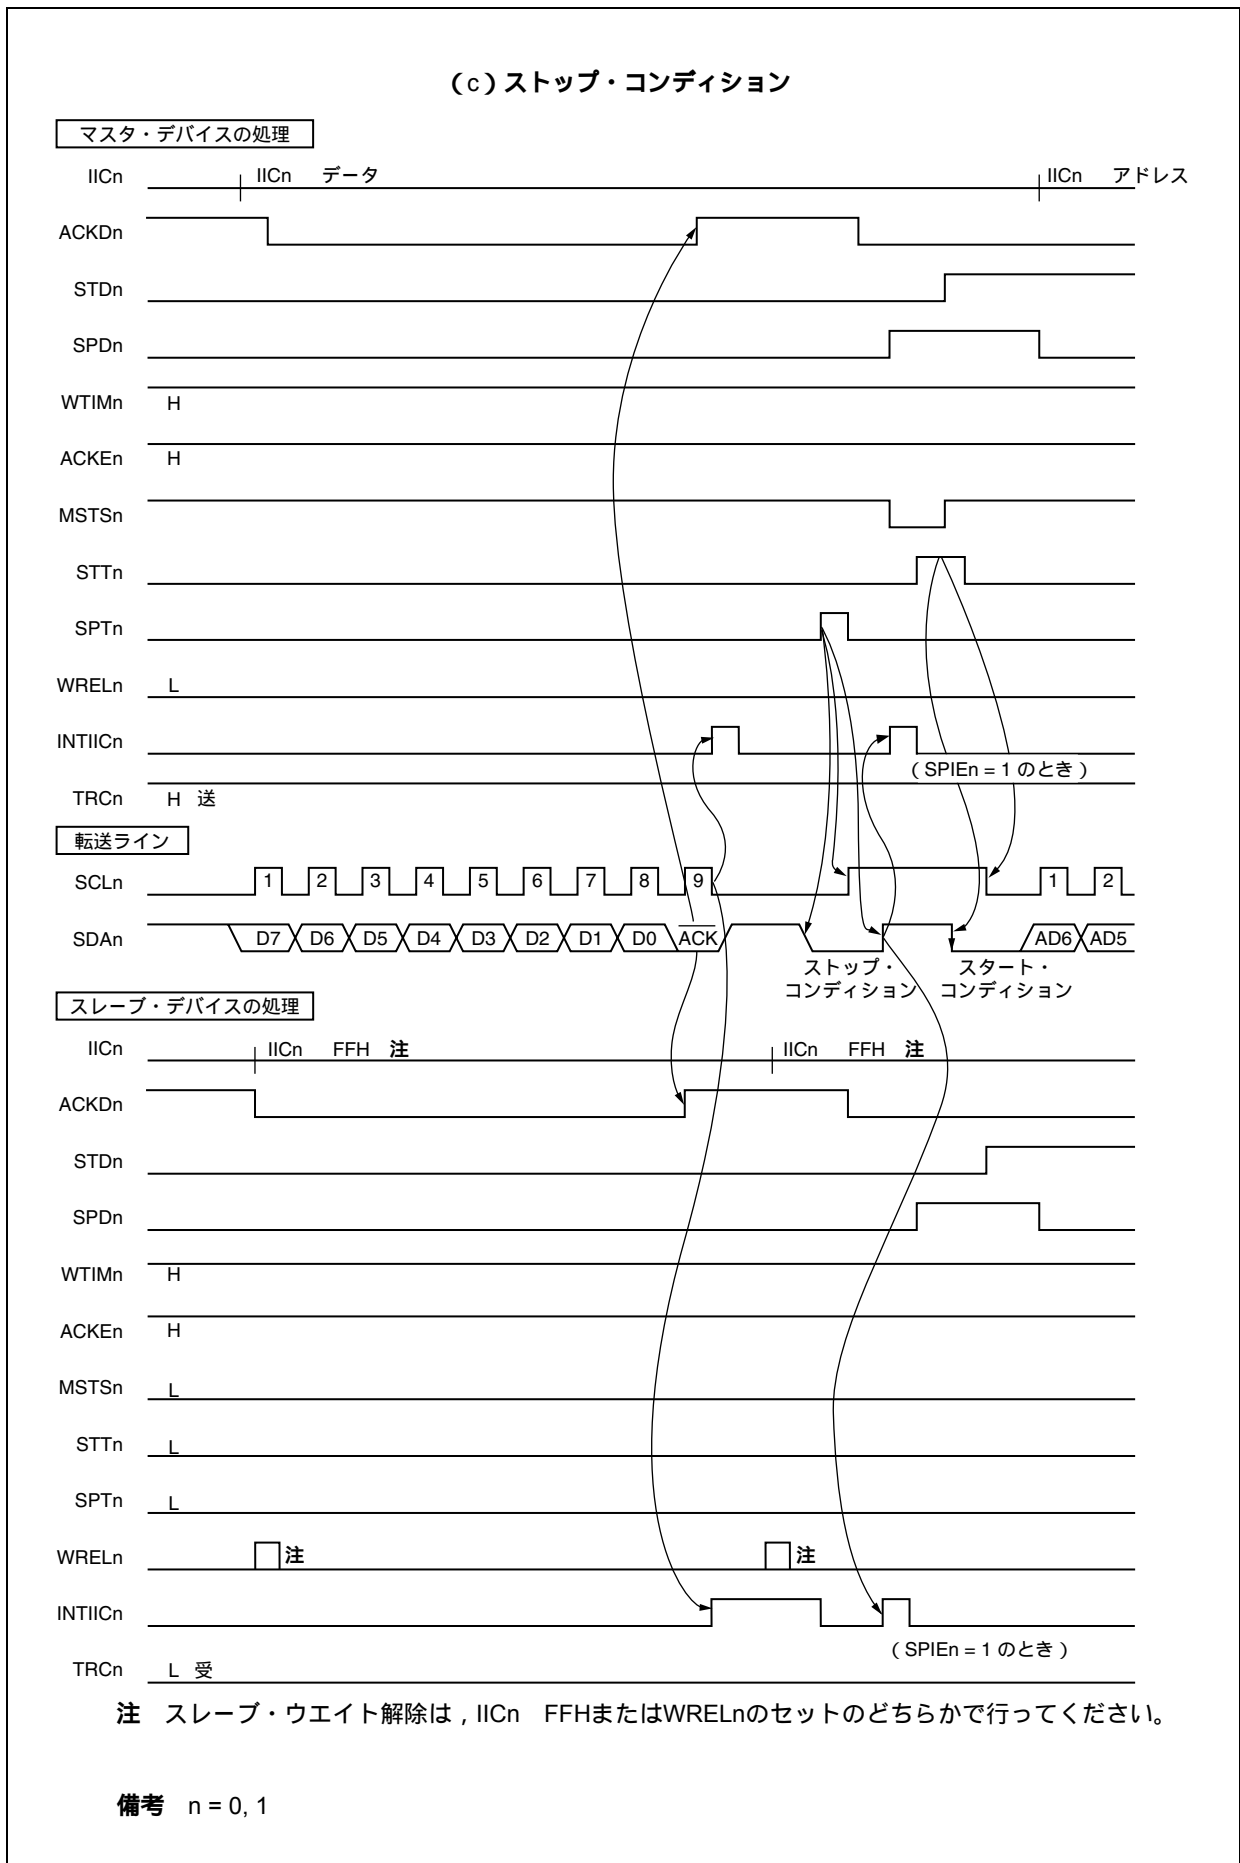 （c）ストップ・コンディション
マスタ・デバイスの処理
IICn IICn データ IICn アドレス
ACKDn
STDn
SPDn
WTIMn H
ACKEn H
MSTSn
STTn
SPTn
WRELn L
INTIICn
（SPIEn = 1 のとき）
TRCn H 送
転送ライン
SCLn 1 2 3 4 5 6 7 8 9 1 2
SDAn D7 D6 D5 D4 D3 D2 D1 D0 ACK AD6 AD5
ストップ・ スタート・
コンディション コンディション
スレーブ・デバイスの処理
IICn IICn FFH 注 IICn FFH 注
ACKDn
STDn
SPDn
WTIMn H
ACKEn H
MSTSn L
STTn L
SPTn L
WRELn 注 注
INTIICn
（SPIEn = 1 のとき）
TRCn L 受
注 スレーブ・ウエイト解除は，IICn FFHまたはWRELnのセットのどちらかで行ってください。
備考 n = 0, 1